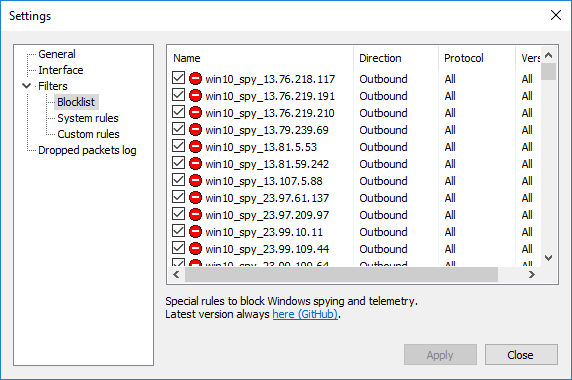 Settings
General
Interface
Filters
Blocklist
System rules
Custom rules
Dropped packets log
Name Direction Protocol Vers
win10_spy_13.76.218.117 Outbound All All
win10_spy_13.76.219.191 Outbound All All
win10_spy_13.76.219.210 Outbound All All
win10_spy_13.79.239.69 Outbound All All
win10_spy_13.81.5.53 Outbound All All
win10_spy_13.81.59.242 Outbound All All
win10_spy_13.107.5.88 Outbound All All
win10_spy_23.97.61.137 Outbound All All
win10_spy_23.97.209.97 Outbound All All
win10_spy_23.99.10.11 Outbound All All
win10_spy_23.99.109.44 Outbound All All
win10_spy_23.99.109.64 Outbound All All
Special rules to block Windows spying and telemetry.
Latest version always here (GitHub).
Apply Close